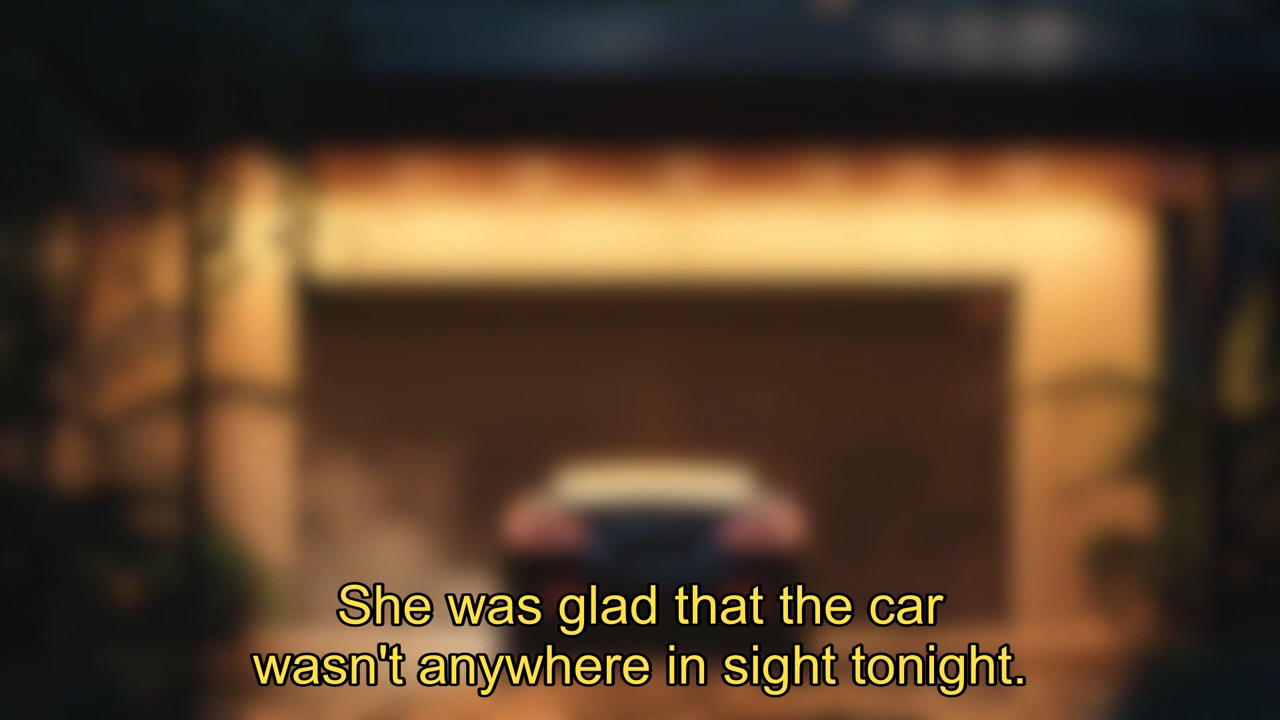 She was glad that the car
wasn't anywhere in sight tonight.